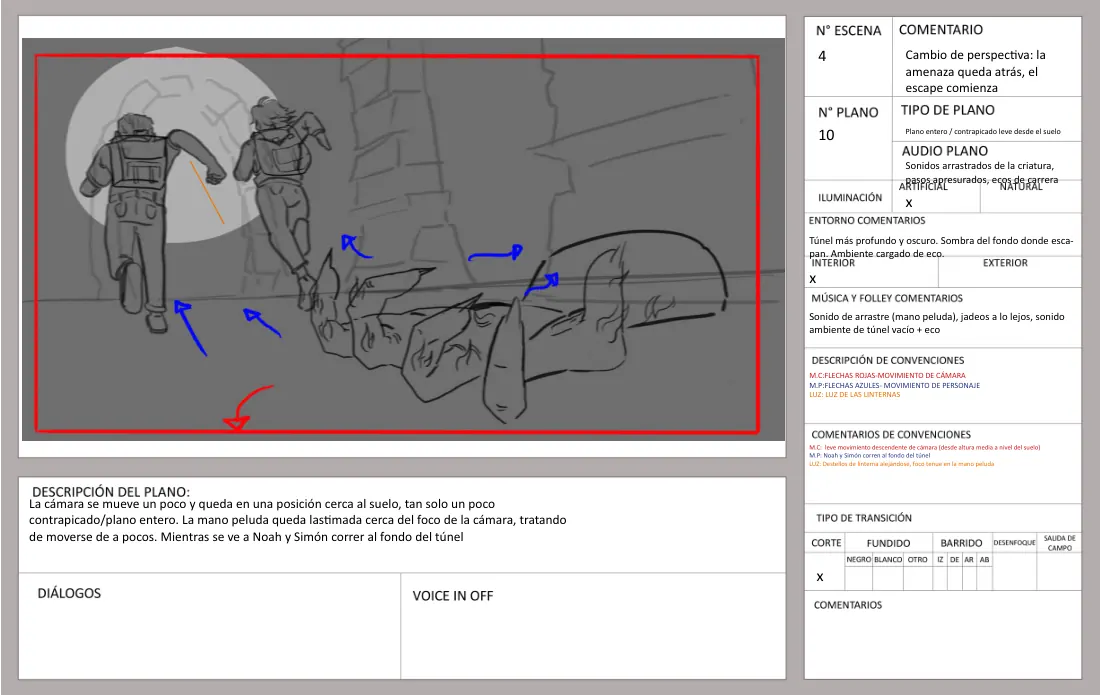 N° ESCENA
4
COMENTARIO
Cambio de perspectiva: la
amenaza queda atrás, el
escape comienza
N° PLANO
10
TIPO DE PLANO
Plano entero / contrapicado leve desde el suelo
AUDIO PLANO
Sonidos arrastrados de la criatura,
pasos apresurados, ecos de carrera
ILUMINACIÓN
ARTIFICIAL
x
NATURAL
ENTORNO COMENTARIOS
Túnel más profundo y oscuro. Sombra del fondo donde esca-
pan. Ambiente cargado de eco.
INTERIOR
x
EXTERIOR
MÚSICA Y FOLLEY COMENTARIOS
Sonido de arrastre (mano peluda), jadeos a lo lejos, sonido
ambiente de túnel vacío + eco
DESCRIPCIÓN DE CONVENCIONES
M.C:FLECHAS ROJAS-MOVIMIENTO DE CÁMARA
M.P:FLECHAS AZULES- MOVIMIENTO DE PERSONAJE
LUZ: LUZ DE LAS LINTERNAS
COMENTARIOS DE CONVENCIONES
M.C: leve movimiento descendente de cámara (desde altura media a nivel del suelo)
M.P: Noah y Simón corren al fondo del túnel
LUZ: Destellos de linterna alejándose, foco tenue en la mano peluda
TIPO DE TRANSICIÓN
CORTE FUNDIDO BARRIDO DESENFOQUE SALIDA DE
CAMPO
NEGRO BLANCO OTRO IZ DE AR AB
x
COMENTARIOS
DESCRIPCIÓN DEL PLANO:
La cámara se mueve un poco y queda en una posición cerca al suelo, tan solo un poco
contrapicado/plano entero. La mano peluda queda lastimada cerca del foco de la cámara, tratando
de moverse de a pocos. Mientras se ve a Noah y Simón correr al fondo del túnel
DIÁLOGOS
VOICE IN OFF